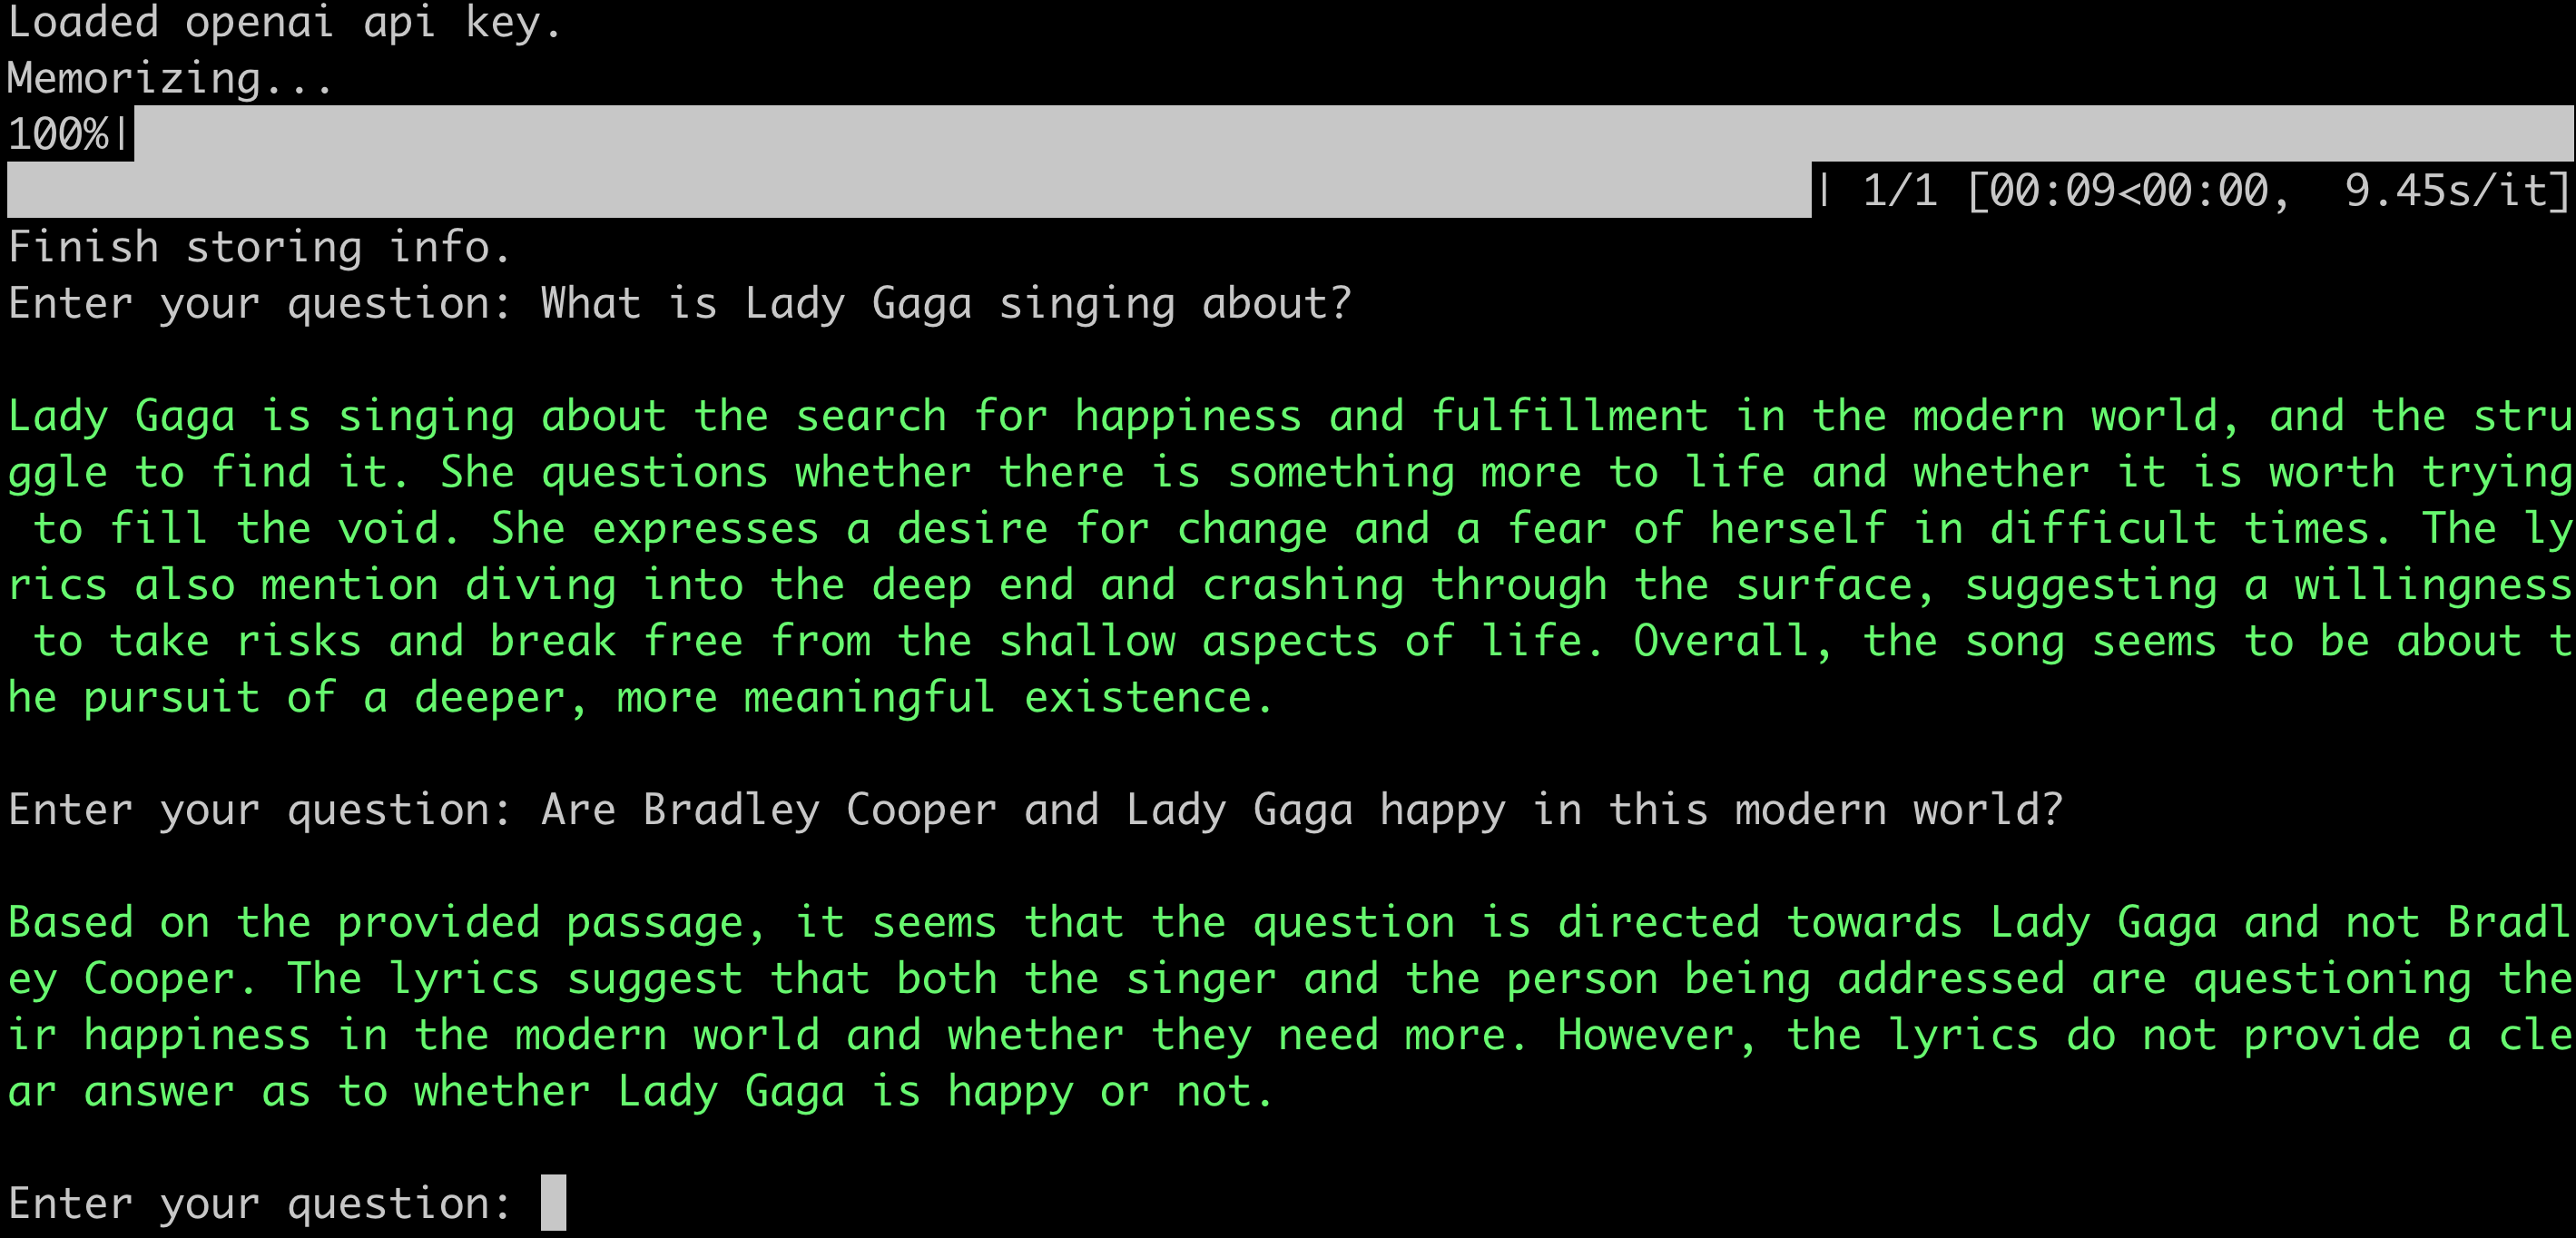 Loaded openai api key.
Memorizing...
100%|
| 1/1 [00:09<00:00,  9.45s/it]
Finish storing info.
Enter your question: What is Lady Gaga singing about?
Lady Gaga is singing about the search for happiness and fulfillment in the modern world, and the stru
ggle to find it. She questions whether there is something more to life and whether it is worth trying
 to fill the void. She expresses a desire for change and a fear of herself in difficult times. The ly
rics also mention diving into the deep end and crashing through the surface, suggesting a willingness
 to take risks and break free from the shallow aspects of life. Overall, the song seems to be about t
he pursuit of a deeper, more meaningful existence.
Enter your question: Are Bradley Cooper and Lady Gaga happy in this modern world?
Based on the provided passage, it seems that the question is directed towards Lady Gaga and not Bradl
ey Cooper. The lyrics suggest that both the singer and the person being addressed are questioning the
ir happiness in the modern world and whether they need more. However, the lyrics do not provide a cle
ar answer as to whether Lady Gaga is happy or not.
Enter your question: